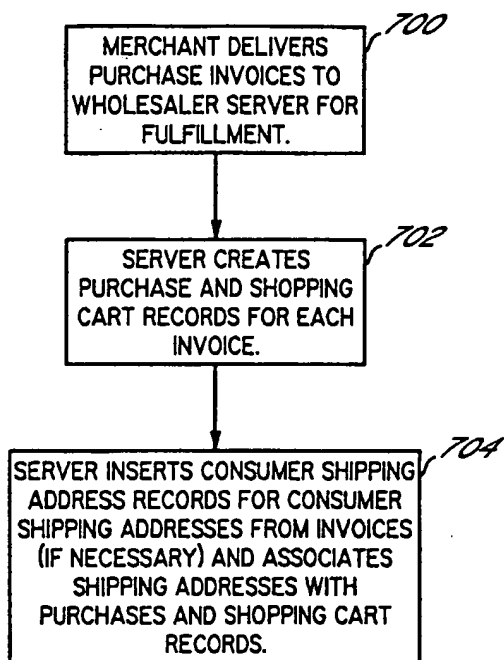 700
MERCHANT DELIVERS
PURCHASE INVOICES TO
WHOLESALER SERVER FOR
FULFILLMENT.
702
SERVER CREATES
PURCHASE AND SHOPPING
CART RECORDS FOR EACH
INVOICE.
704
SERVER INSERTS CONSUMER SHIPPING
ADDRESS RECORDS FOR CONSUMER
SHIPPING ADDRESSES FROM INVOICES
(IF NECESSARY) AND ASSOCIATES
SHIPPING ADDRESSES WITH
PURCHASES AND SHOPPING CART
RECORDS.